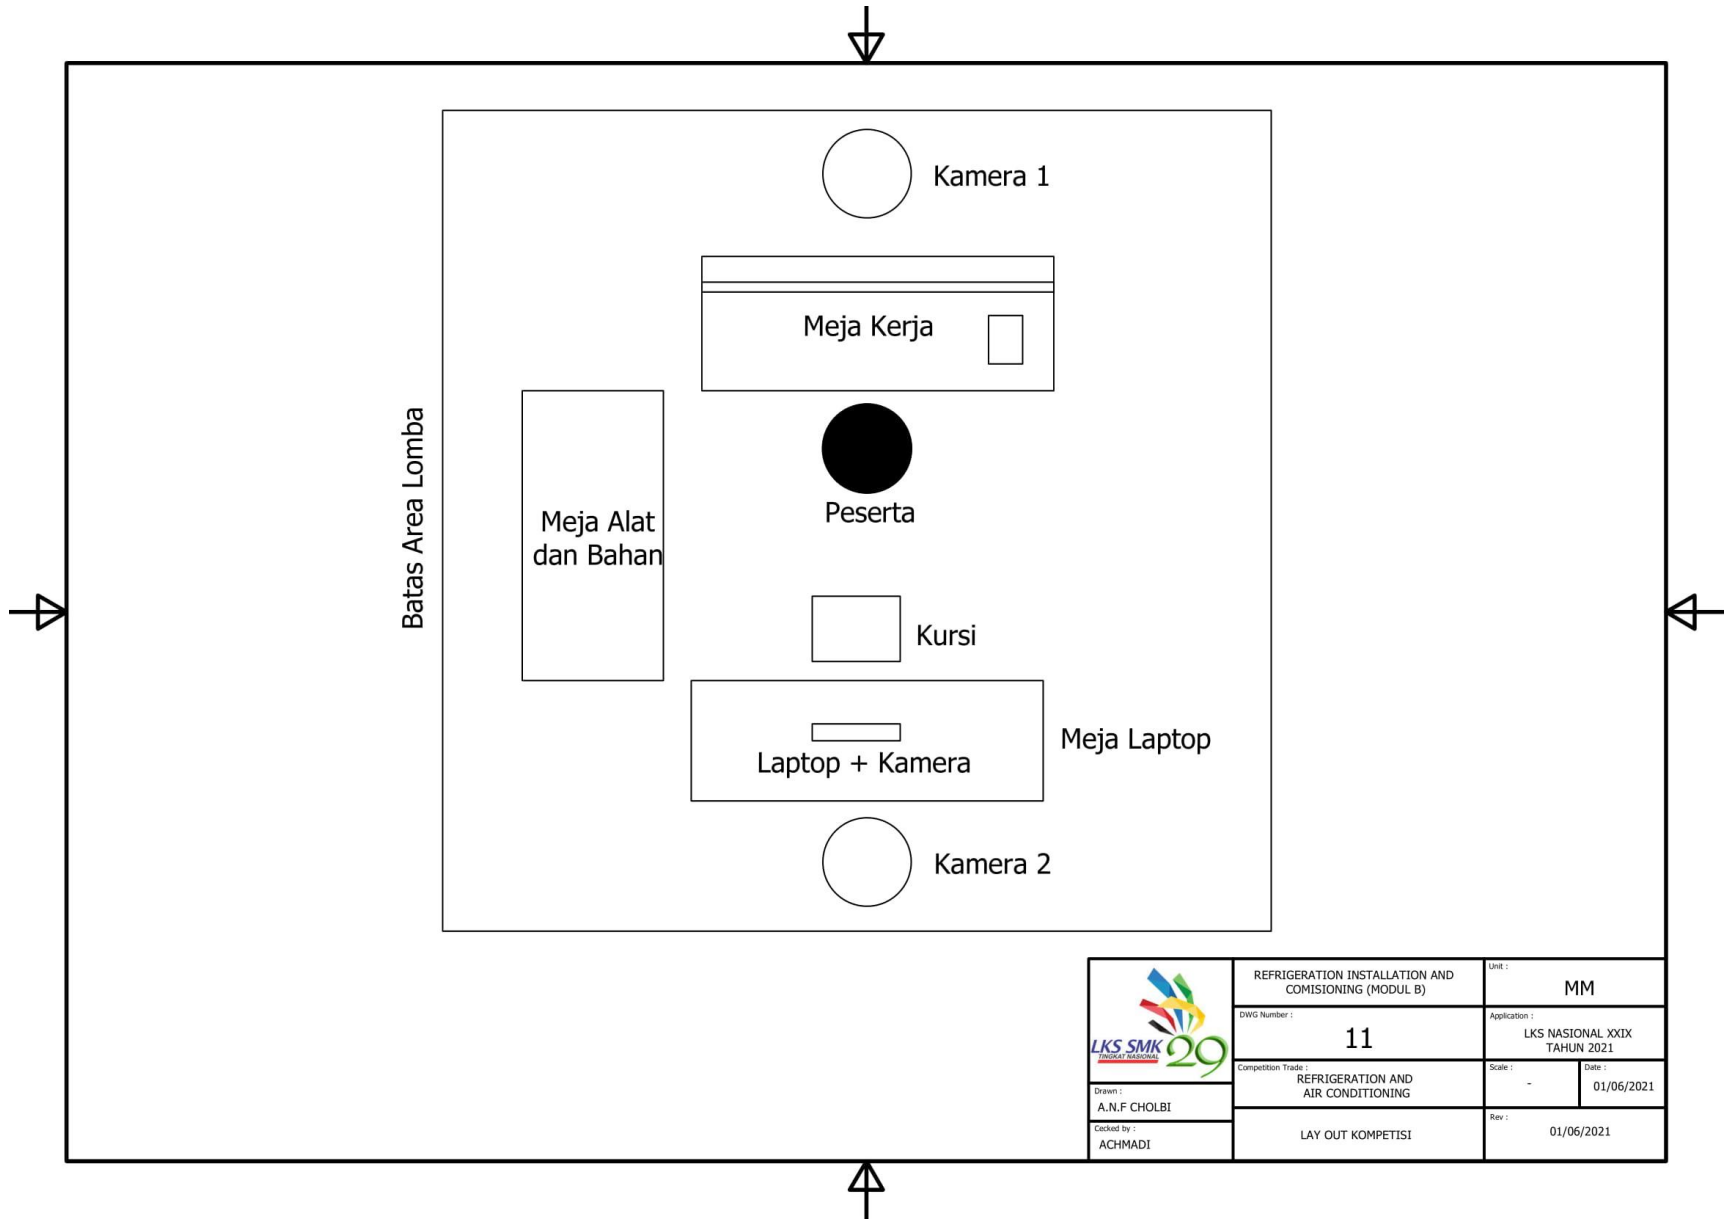 Kamera 1
Meja Kerja
Batas Area Lomba
Meja Alat
dan Bahan
Peserta
Kursi
Laptop + Kamera
Meja Laptop
Kamera 2
LKS SMK
TINGKAT NASIONAL
29
Drawn :
A.N.F CHOLBI
Cecked by :
ACHMADI
REFRIGERATION INSTALLATION AND
COMISIONING (MODUL B)
DWG Number :
11
Competition Trade :
REFRIGERATION AND
AIR CONDITIONING
LAY OUT KOMPETISI
Unit :
MM
Application :
LKS NASIONAL XXIX
TAHUN 2021
Scale :
-
Date :
01/06/2021
Rev :
01/06/2021